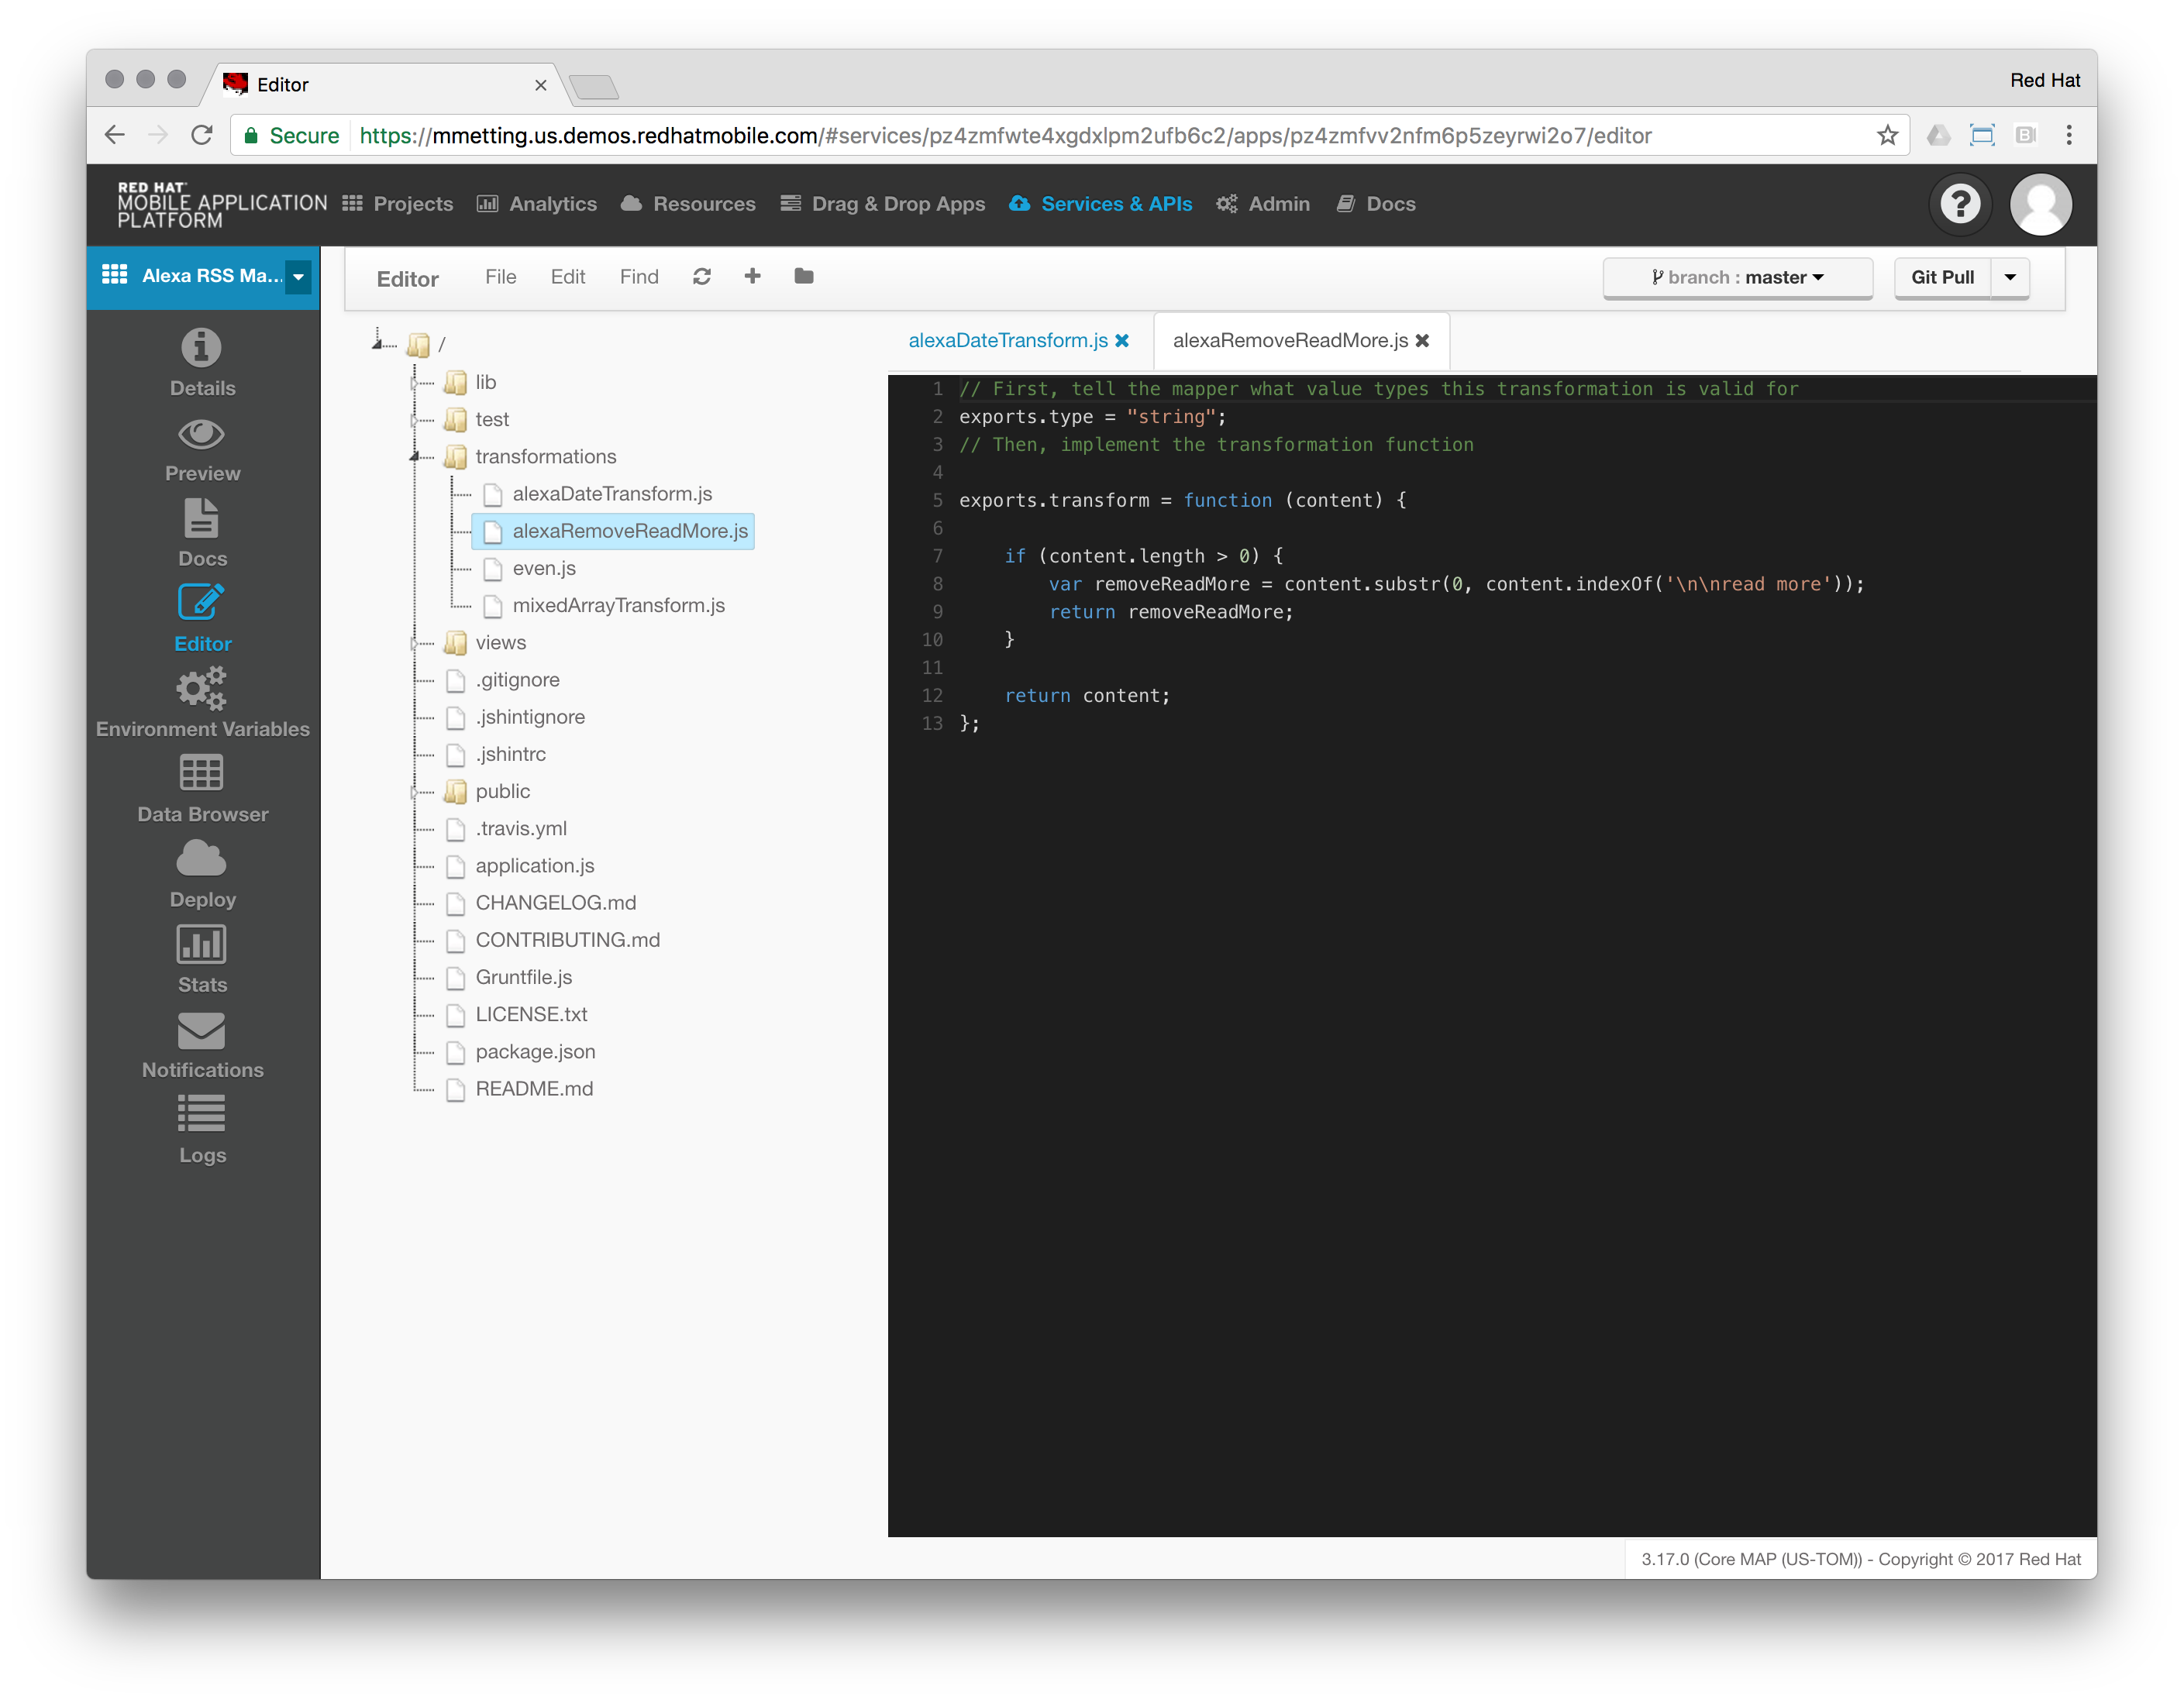 Editor
Red Hat
Secure https://mmetting.us.demos.redhatmobile.com/#services/pz4zmfwte4xgdxlpm2ufb6c2/apps/pz4zmfvv2nfm6p5zeyrwi2o7/editor
RED HAT
MOBILE APPLICATION
PLATFORM
Projects Analytics Resources Drag & Drop Apps Services & APIs Admin Docs
?
Alexa RSS Ma...
Editor File Edit Find
branch : master Git Pull
Details
Preview
Docs
Editor
Environment Variables
Data Browser
Deploy
Stats
Notifications
Logs
/
lib
test
transformations
alexaDateTransform.js
alexaRemoveReadMore.js
even.js
mixedArrayTransform.js
views
.gitignore
.jshintignore
.jshintrc
public
.travis.yml
application.js
CHANGELOG.md
CONTRIBUTING.md
Gruntfile.js
LICENSE.txt
package.json
README.md
alexaDateTransform.js alexaRemoveReadMore.js
1 // First, tell the mapper what value types this transformation is valid for
2 exports.type = "string";
3 // Then, implement the transformation function
4
5 exports.transform = function (content) {
6
7 if (content.length > 0) {
8 var removeReadMore = content.substr(0, content.indexOf('\n\nread more'));
9 return removeReadMore;
10 }
11
12 return content;
13 };
3.17.0 (Core MAP (US-TOM)) - Copyright © 2017 Red Hat